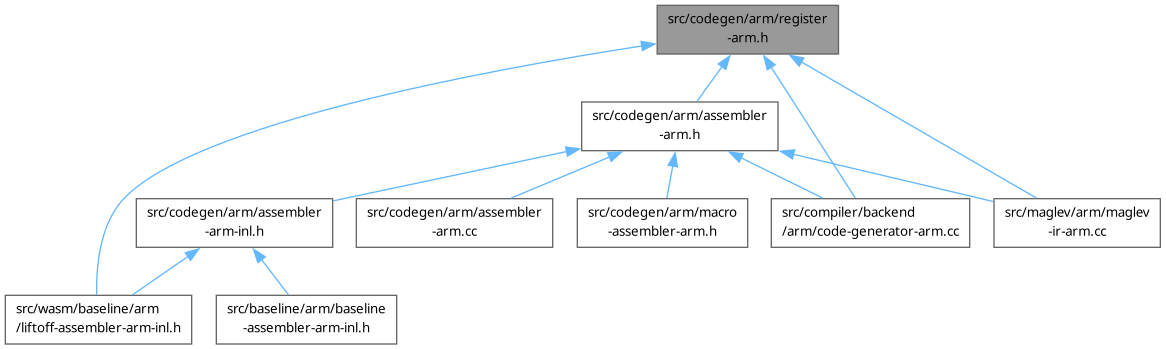 src/codegen/arm/register
-arm.h
src/codegen/arm/assembler
-arm.h
src/codegen/arm/assembler
-arm-inl.h
src/codegen/arm/assembler
-arm.cc
src/codegen/arm/macro
-assembler-arm.h
src/compiler/backend
/arm/code-generator-arm.cc
src/maglev/arm/maglev
-ir-arm.cc
src/wasm/baseline/arm
/liftoff-assembler-arm-inl.h
src/baseline/arm/baseline
-assembler-arm-inl.h